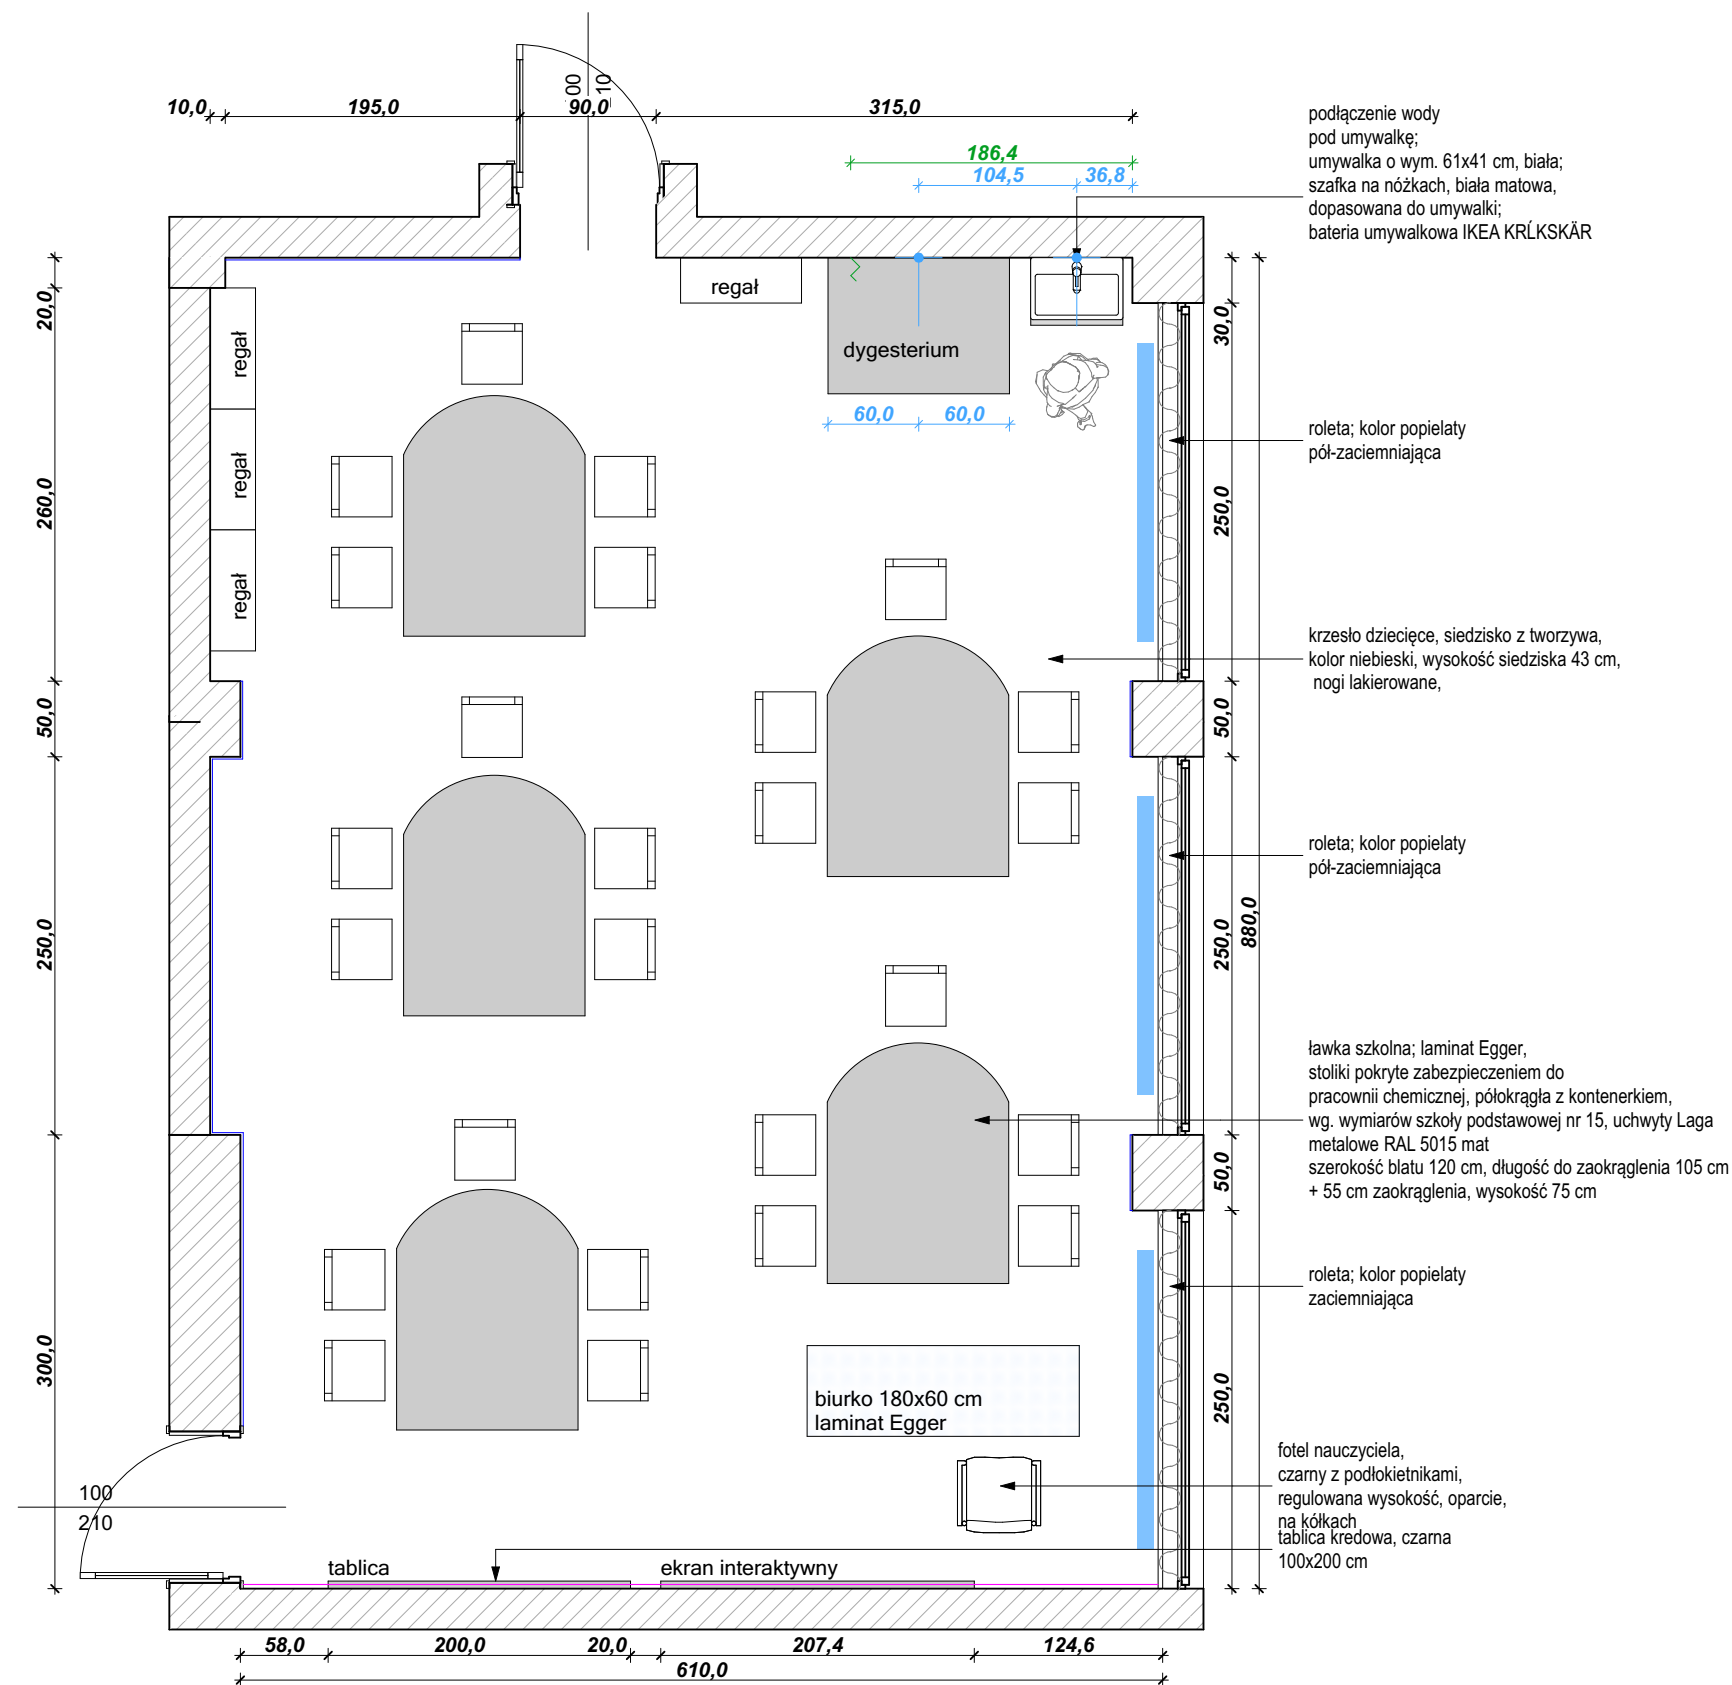 10,0
195,0
90,0
315,0
186,4
104,5
36,8
podłączenie wody
pod umywalkę;
umywalka o wym. 61x41 cm, biała;
szafka na nóżkach, biała matowa,
dopasowana do umywalki;
bateria umywalkowa IKEA KRĹKSKÄR
regał
dygesterium
60,0
60,0
regał
regał
regał
20,0
260,0
50,0
250,0
300,0
30,0
250,0
50,0
250,0
50,0
250,0
880,0
roleta; kolor popielaty
pół-zaciemniająca
krzesło dziecięce, siedzisko z tworzywa,
kolor niebieski, wysokość siedziska 43 cm,
nogi lakierowane,
roleta; kolor popielaty
pół-zaciemniająca
ławka szkolna; laminat Egger,
stoliki pokryte zabezpieczeniem do
pracownii chemicznej, półokrągła z kontenerkiem,
wg. wymiarów szkoły podstawowej nr 15, uchwyty Laga
metalowe RAL 5015 mat
szerokość blatu 120 cm, długość do zaokrąglenia 105 cm
+ 55 cm zaokrąglenia, wysokość 75 cm
roleta; kolor popielaty
zaciemniająca
biurko 180x60 cm
laminat Egger
fotel nauczyciela,
czarny z podłokietnikami,
regulowana wysokość, oparcie,
na kółkach
tablica kredowa, czarna
100x200 cm
100
210
tablica
ekran interaktywny
58,0
200,0
20,0
207,4
124,6
610,0